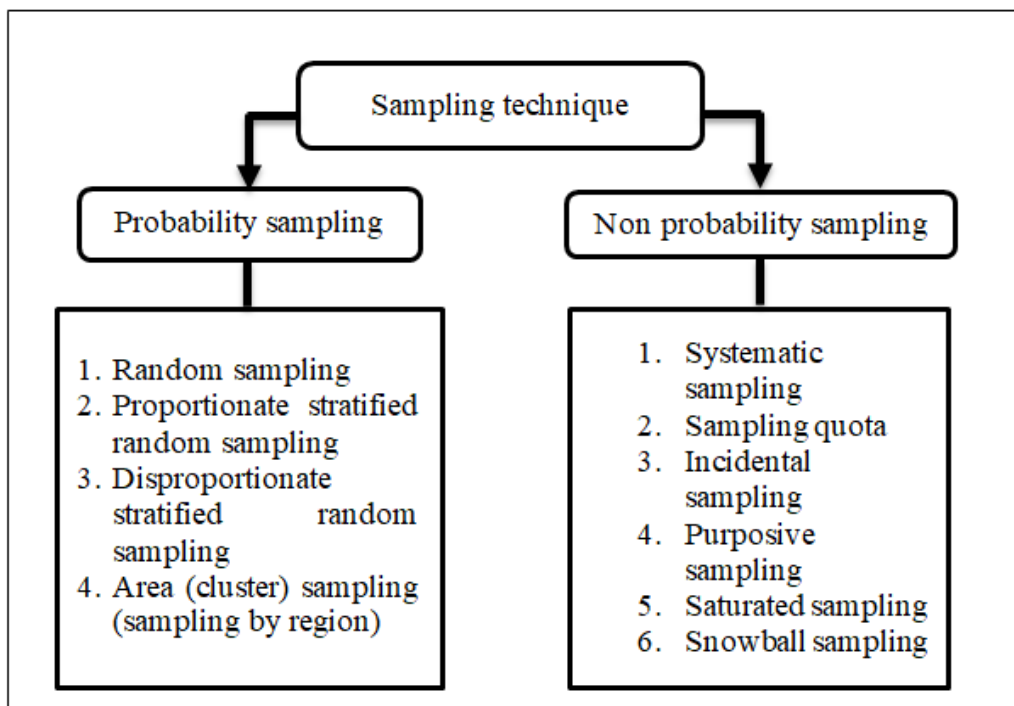 Sampling technique
Probability sampling
Non probability sampling
1. Random sampling
2. Proportionate stratified
random sampling
3. Disproportionate
stratified random
sampling
4. Area (cluster) sampling
(sampling by region)
1. Systematic
sampling
2. Sampling quota
3. Incidental
sampling
4. Purposive
sampling
5. Saturated sampling
6. Snowball sampling